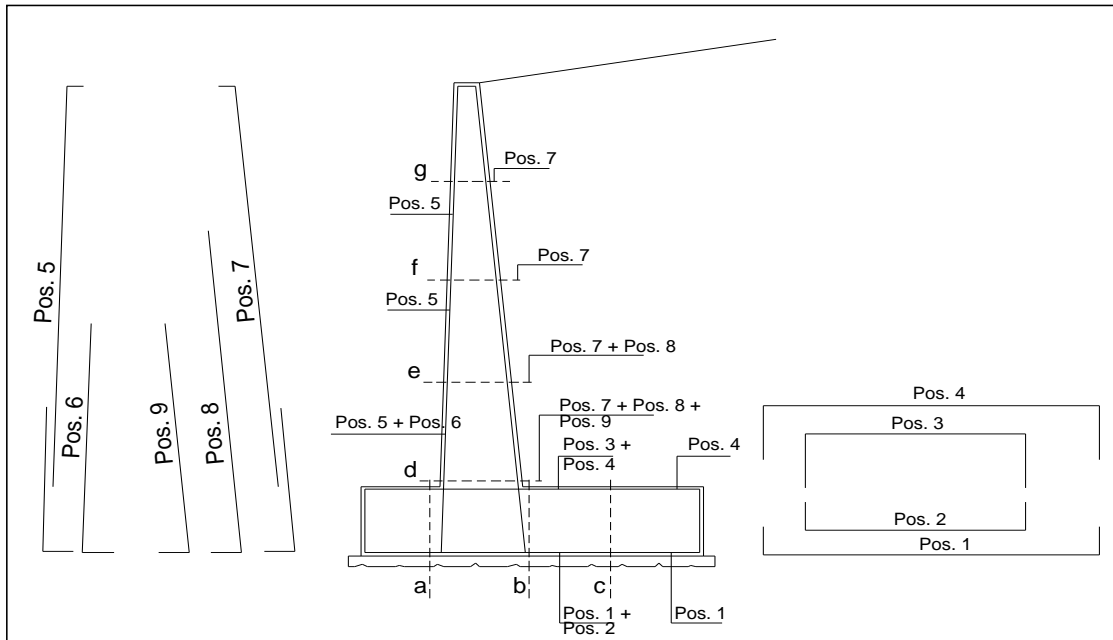 Pos. 5
Pos. 6
Pos. 9
Pos. 8
Pos. 7
g
Pos. 7
Pos. 5
f
Pos. 7
Pos. 5
e
Pos. 7 + Pos. 8
Pos. 5 + Pos. 6
Pos. 7 + Pos. 8 +
Pos. 9
d
Pos. 3 +
Pos. 4
Pos. 4
a
b
c
Pos. 1 +
Pos. 2
Pos. 1
Pos. 4
Pos. 3
Pos. 2
Pos. 1